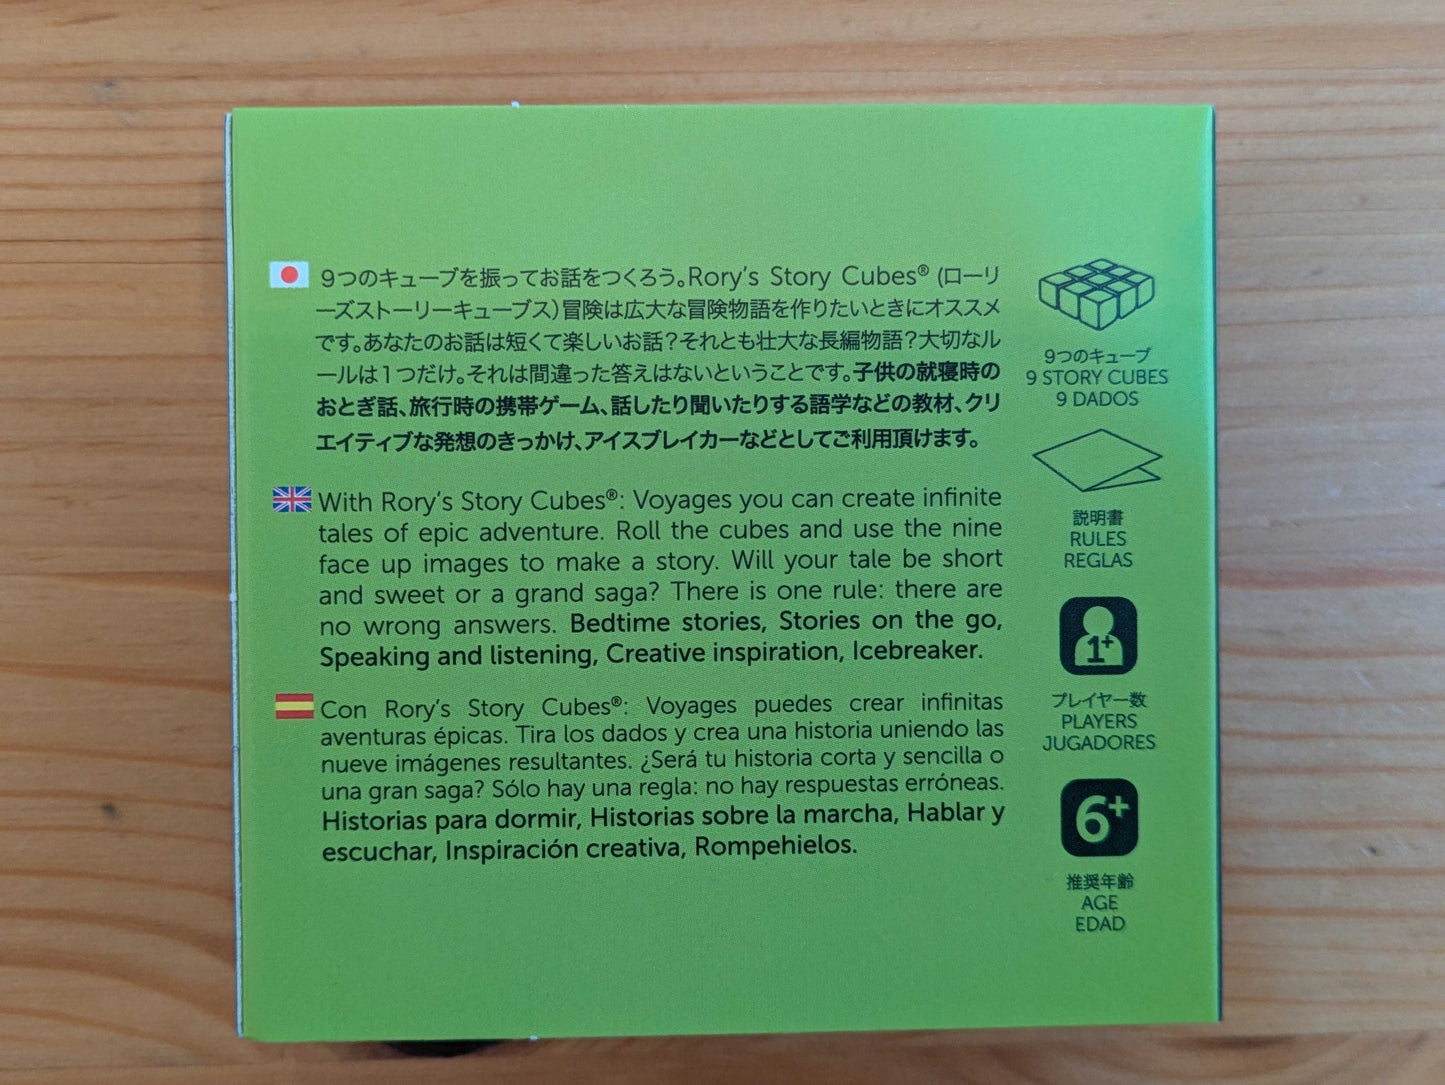 9つのキューブを振ってお話をつくろう。Rory's Story Cubes® (ローリ
ーズストーリーキューブス)冒険は広大な冒険物語を作りたいときにオススメ
です。あなたのお話は短くて楽しいお話？それとも壮大な長編物語？大切なル
ールは1つだけ。それは間違った答えはないということです。子供の就寝時の
おとぎ話、旅行時の携帯ゲーム、話したり聞いたりする語学などの教材、クリ
エイティブな発想のきっかけ、アイスブレイカーなどとしてご利用頂けます。
With Rory's Story Cubes®: Voyages you can create infinite
tales of epic adventure. Roll the cubes and use the nine
face up images to make a story. Will your tale be short
and sweet or a grand saga? There is one rule: there are
no wrong answers. Bedtime stories, Stories on the go,
Speaking and listening, Creative inspiration, Icebreaker.
Con Rory's Story Cubes®: Voyages puedes crear infinitas
aventuras épicas. Tira los dados y crea una historia uniendo las
nueve imágenes resultantes. ¿Será tu historia corta y sencilla o
una gran saga? Sólo hay una regla: no hay respuestas erróneas.
Historias para dormir, Historias sobre la marcha, Hablar y
escuchar, Inspiración creativa, Rompehielos.
9つのキューブ
9 STORY CUBES
9 DADOS
説明書
RULES
REGLAS
1+
プレイヤー数
PLAYERS
JUGADORES
6+
推奨年齢
AGE
EDAD